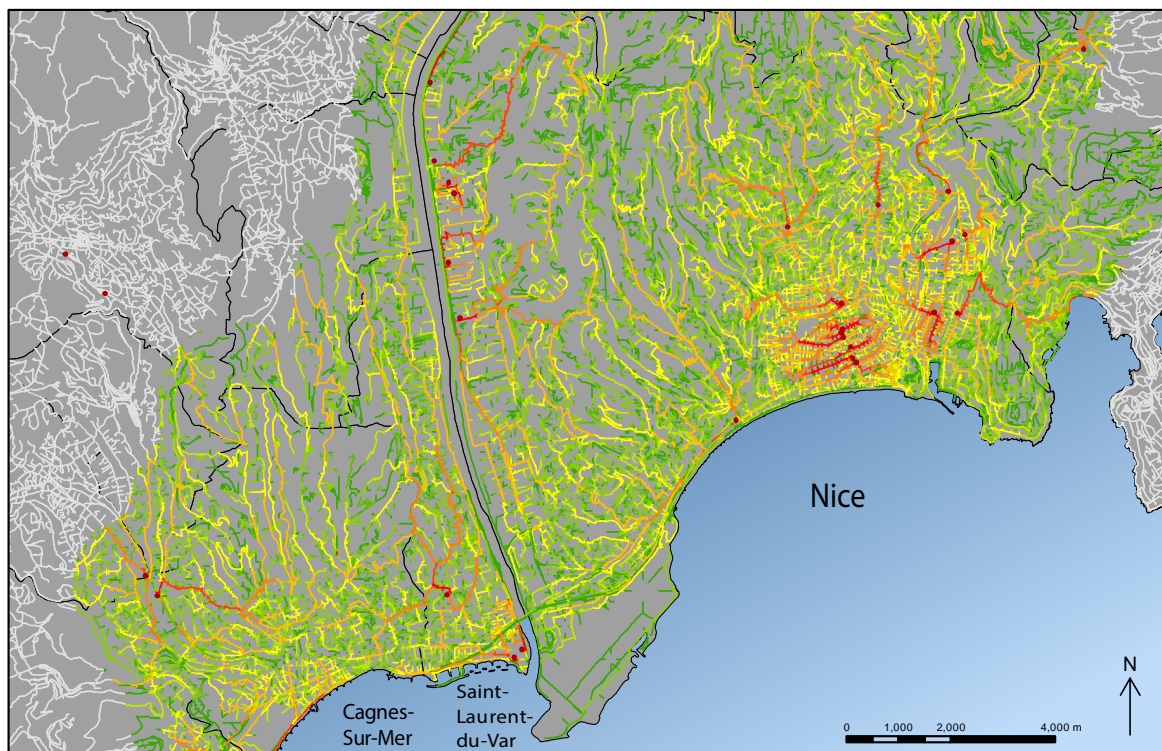 N
Nice
Saint-
Laurent-
du-Var
Cagnes-
Sur-Mer
0 1,000 2,000 4,000 m